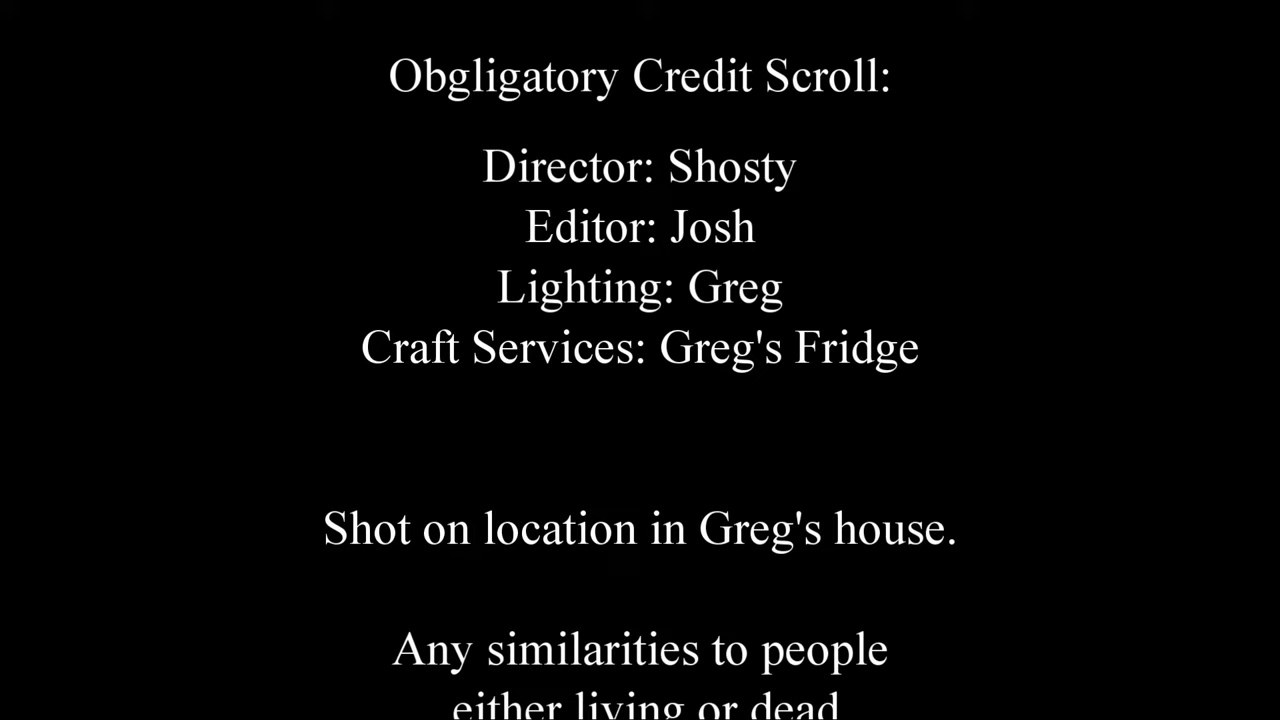 Obgligatory Credit Scroll:
Director: Shosty
Editor: Josh
Lighting: Greg
Craft Services: Greg's Fridge
Shot on location in Greg's house.
Any similarities to people
either living or dead